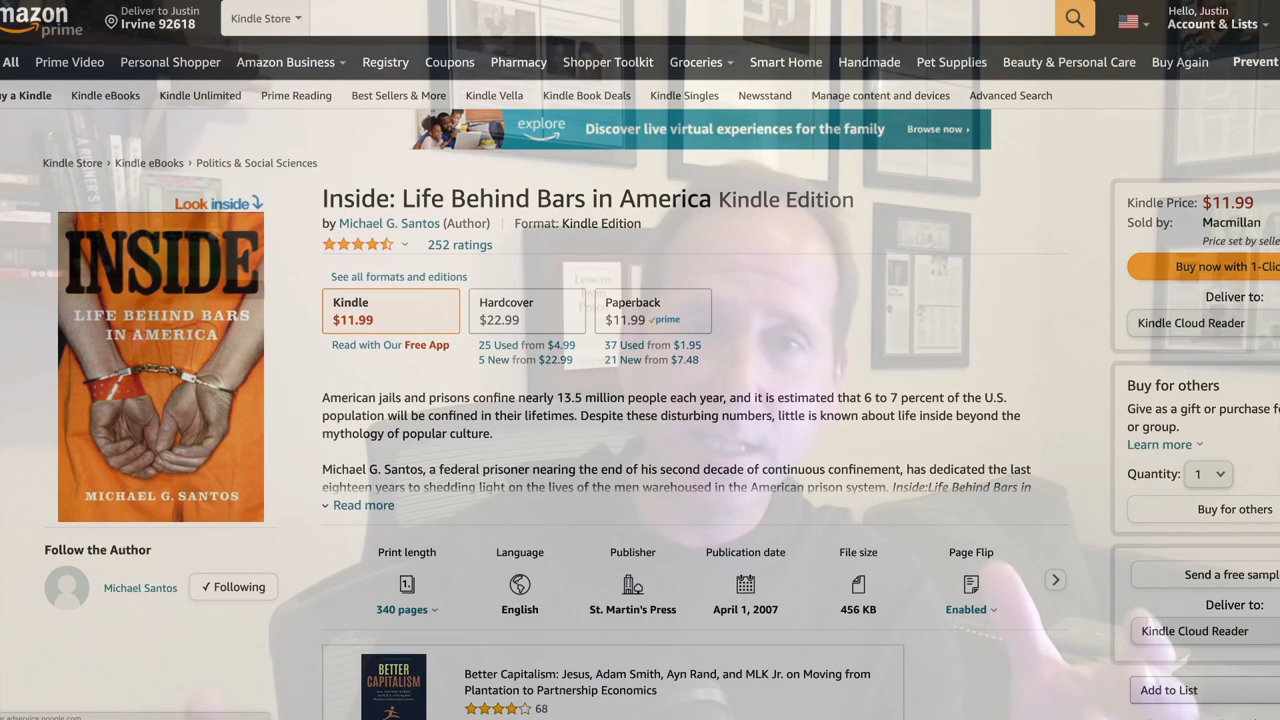 mazon
prime
Deliver to Justin
Irvine 92618
Kindle Store
Hello, Justin
Account & Lists
All Prime Video Personal Shopper Amazon Business Registry Coupons Pharmacy Shopper Toolkit Groceries Smart Home Handmade Pet Supplies Beauty & Personal Care Buy Again Prevent
y a Kindle Kindle eBooks Kindle Unlimited Prime Reading Best Sellers & More Kindle Vella Kindle Book Deals Kindle Singles Newsstand Manage content and devices Advanced Search
explore Discover live virtual experiences for the family Browse now
Kindle Store › Kindle eBooks › Politics & Social Sciences
Look inside
INSIDE
LIFE BEHIND BARS
IN AMERICA
MICHAEL G. SANTOS
Follow the Author
Michael Santos ✓ Following
Inside: Life Behind Bars in America Kindle Edition
by Michael G. Santos (Author) Format: Kindle Edition
252 ratings
See all formats and editions
Kindle
$11.99
Read with Our Free App
Hardcover
$22.99
25 Used from $4.99
5 New from $22.99
Paperback
$11.99 prime
37 Used from $1.95
21 New from $7.48
Lessons
American jails and prisons confine nearly 13.5 million people each year, and it is estimated that 6 to 7 percent of the U.S.
population will be confined in their lifetimes. Despite these disturbing numbers, little is known about life inside beyond the
mythology of popular culture.
Michael G. Santos, a federal prisoner nearing the end of his second decade of continuous confinement, has dedicated the last
eighteen years to shedding light on the lives of the men warehoused in the American prison system. Inside:Life Behind Bars in
Read more
Print length
340 pages
Language
English
Publisher
St. Martin's Press
Publication date
April 1, 2007
File size
456 KB
Page Flip
Enabled
BETTER
CAPITALISM
Better Capitalism: Jesus, Adam Smith, Ayn Rand, and MLK Jr. on Moving from
Plantation to Partnership Economics
68
Kindle Price: $11.99
Sold by: Macmillan
Price set by selle
Buy now with 1-Clic
Deliver to:
Kindle Cloud Reader
Buy for others
Give as a gift or purchase f
or group.
Learn more
Quantity: 1
Buy for others
Send a free sampl
Deliver to:
Kindle Cloud Reader
Add to List